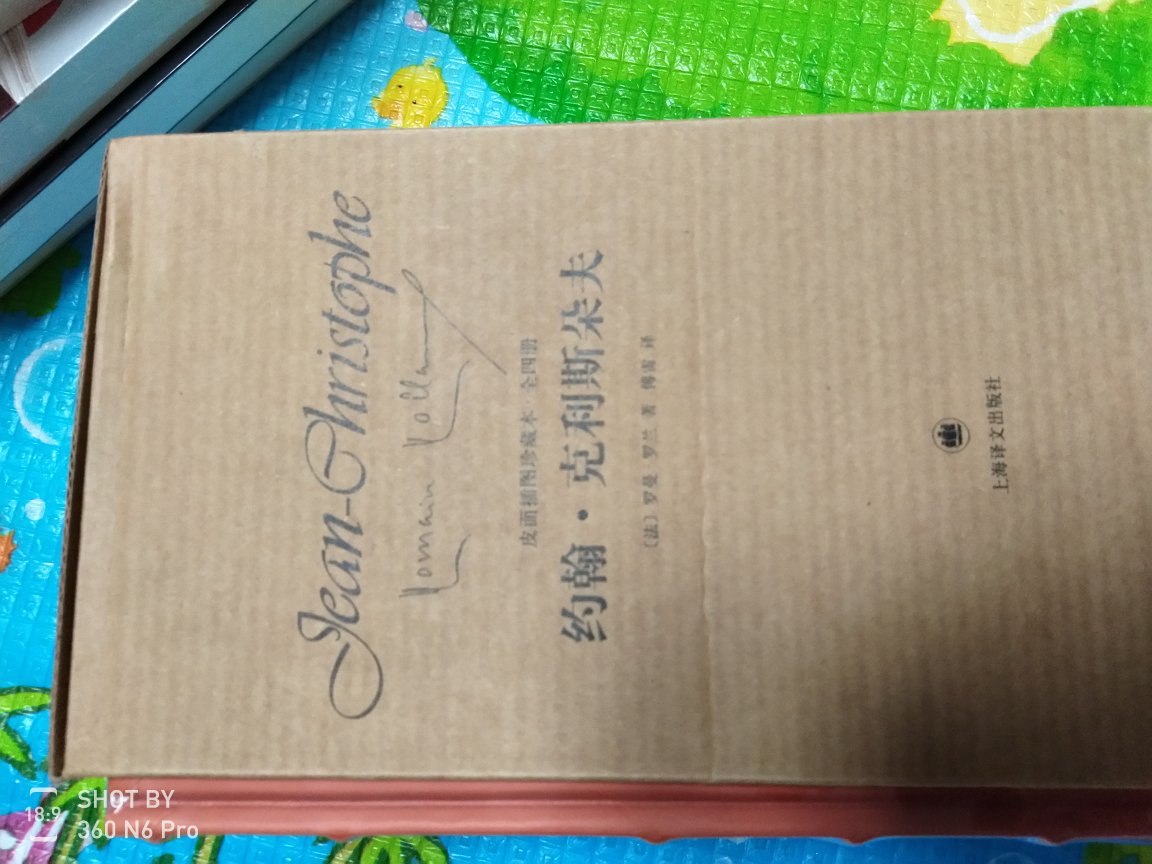 Jean-Christophe
Romain Rolland
皮面插图珍藏本 全四册
约翰·克利斯朵夫
〔法〕罗曼 罗兰 著 傅雷 译
上海译文出版社
18:9
SHOT BY
360 N6 Pro